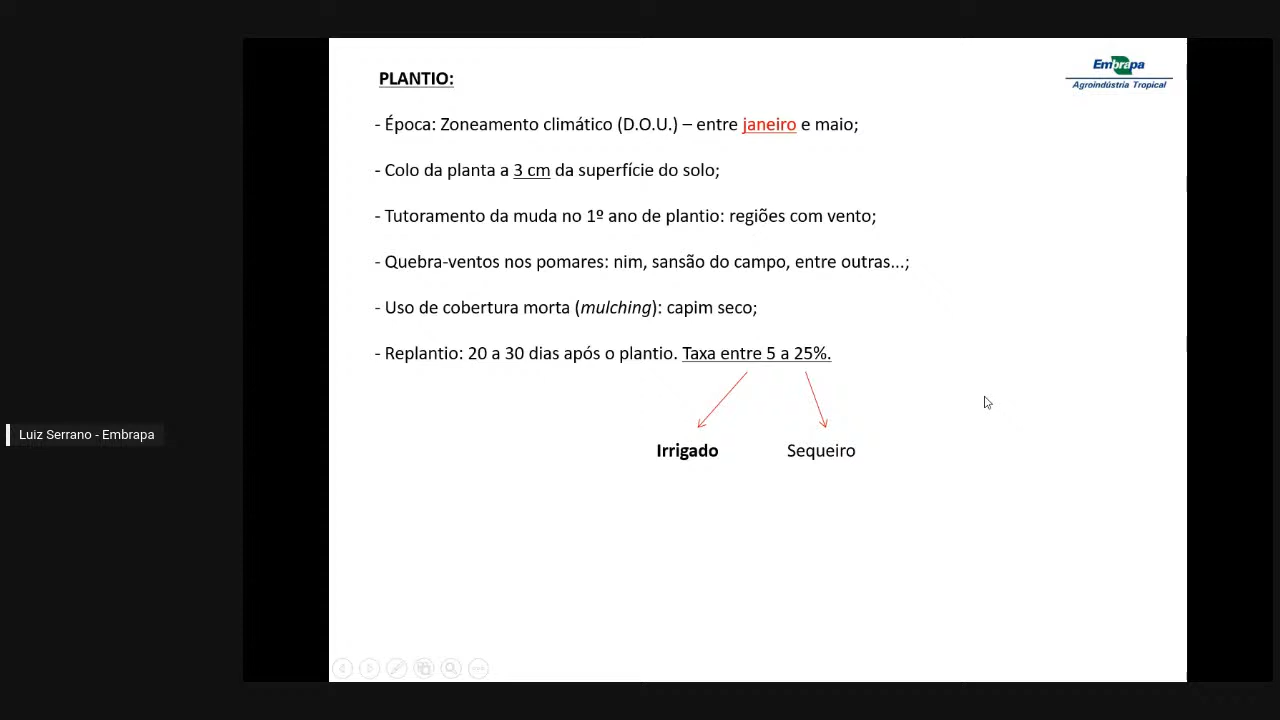 PLANTIO:
Embrapa
Agroindústria Tropical
- Época: Zoneamento climático (D.O.U.) – entre janeiro e maio;
- Colo da planta a 3 cm da superfície do solo;
- Tutoramento da muda no 1º ano de plantio: regiões com vento;
- Quebra-ventos nos pomares: nim, sansão do campo, entre outras...;
- Uso de cobertura morta (mulching): capim seco;
- Replantio: 20 a 30 dias após o plantio. Taxa entre 5 a 25%.
Irrigado Sequeiro
Luiz Serrano - Embrapa